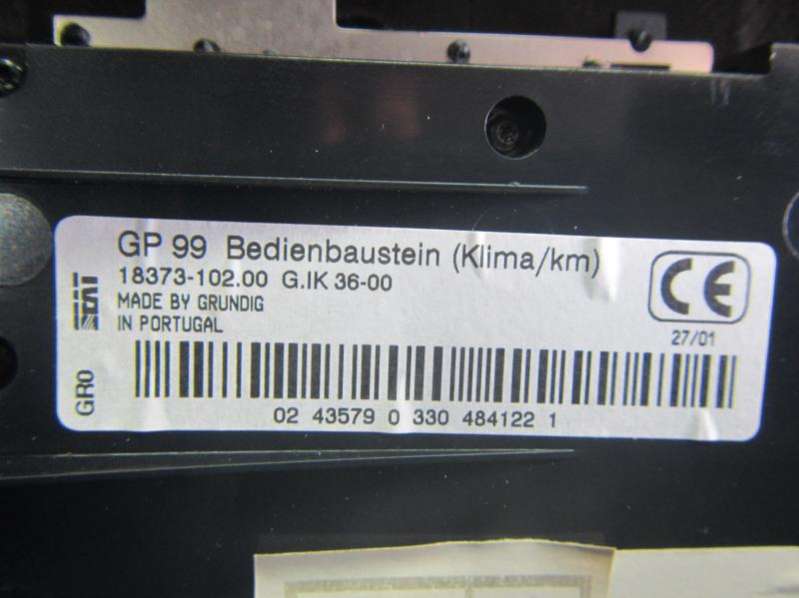 GP 99 Bedienbaustein (Klima/km)
18373-102.00 G.IK 36-00
MADE BY GRUNDIG
IN PORTUGAL
CE
27/01
GR0
02 43579 0 330 484122 1